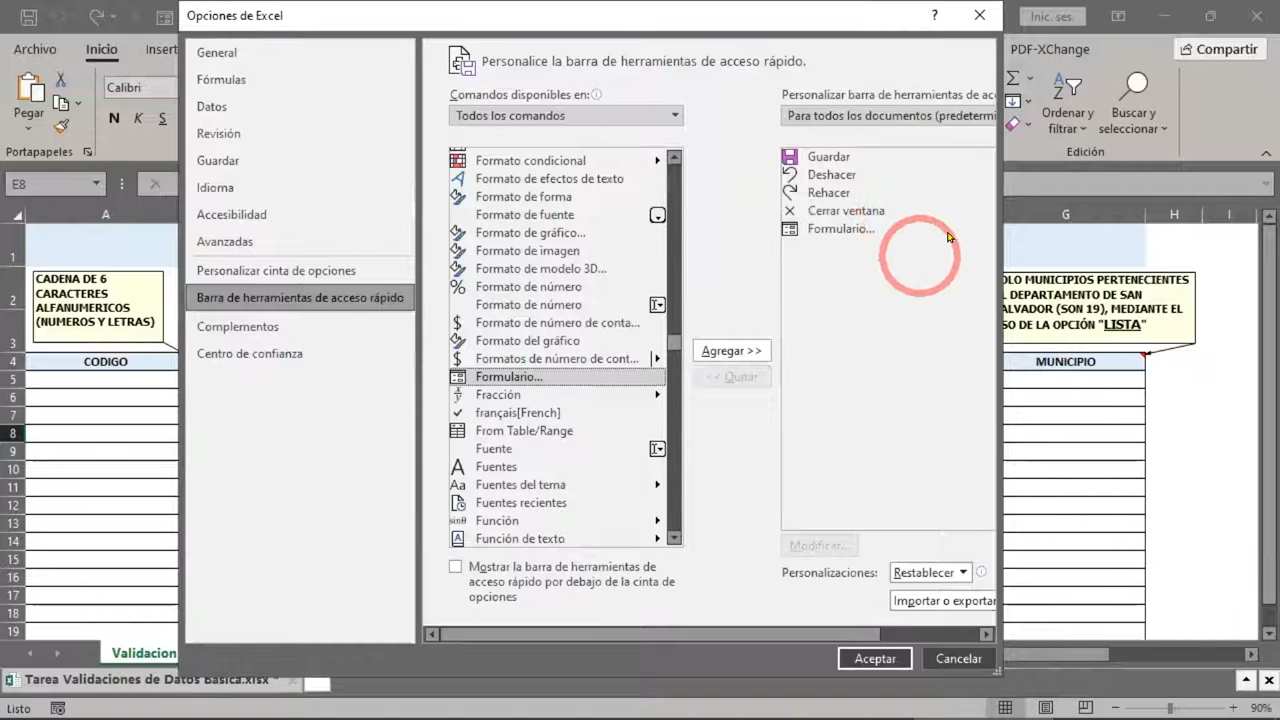 Opciones de Excel
?
Inic. ses.
Archivo
Inicio
Insert
PDF-XChange
Compartir
Pegar
Calibri
N K S
Portapapeles
Ordenary
filtrar
Buscar y
seleccionar
Edición
E8
General
Fórmulas
Datos
Revisión
Guardar
Idioma
Accesibilidad
Avanzadas
Personalizar cinta de opciones
Barra de herramientas de acceso rápido
Complementos
Centro de confianza
Personalice la barra de herramientas de acceso rápido.
Comandos disponibles en:
Todos los comandos
Formato condicional
Formato de efectos de texto
Formato de forma
Formato de fuente
Formato de gráfico...
Formato de imagen
Formato de modelo 3D...
Formato de número
Formato de número
Formato de número de conta...
Formato del gráfico
Formatos de número de cont...
Formulario...
Fracción
français[French]
From Table/Range
Fuente
Fuentes
Fuentes del tema
Fuentes recientes
Función
Función de texto
Mostrar la barra de herramientas de
acceso rápido por debajo de la cinta de
opciones
Agregar >>
<< Quitar
Personalizar barra de herramientas de acc
Para todos los documentos (predetermi
Guardar
Deshacer
Rehacer
Cerrar ventana
Formulario...
Modificar...
Personalizaciones:
Restablecer
Importar o exportar
Aceptar
Cancelar
A
G
H
I
1
2
3
4
5
6
7
8
9
10
11
12
13
14
15
16
17
18
19
CADENA DE 6
CARACTERES
ALFANUMERICOS
(NUMEROS Y LETRAS)
CODIGO
OLO MUNICIPIOS PERTENECIENTES
L DEPARTAMENTO DE SAN
ALVADOR (SON 19), MEDIANTE EL
SO DE LA OPCIÓN "LISTA"
MUNICIPIO
Validacion
Tarea Validaciones de Datos Basica.xlsx *
Listo
90%